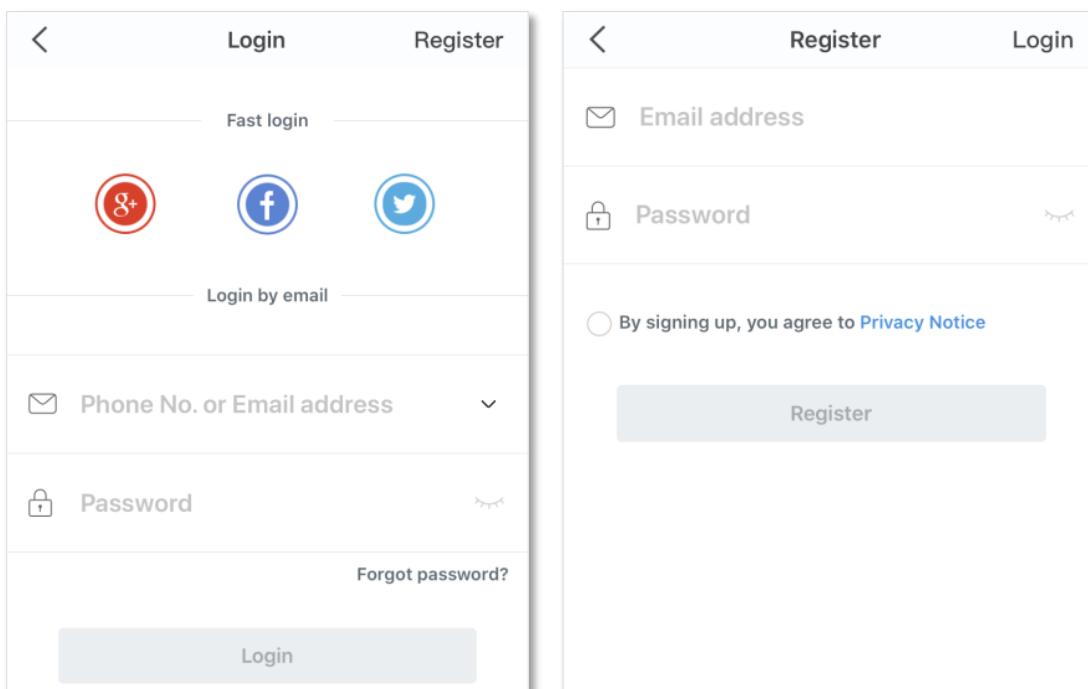 Login Register
Fast login
g+ f
Login by email
Phone No. or Email address
Password
Forgot password?
Login
Register Login
Email address
Password
By signing up, you agree to Privacy Notice
Register